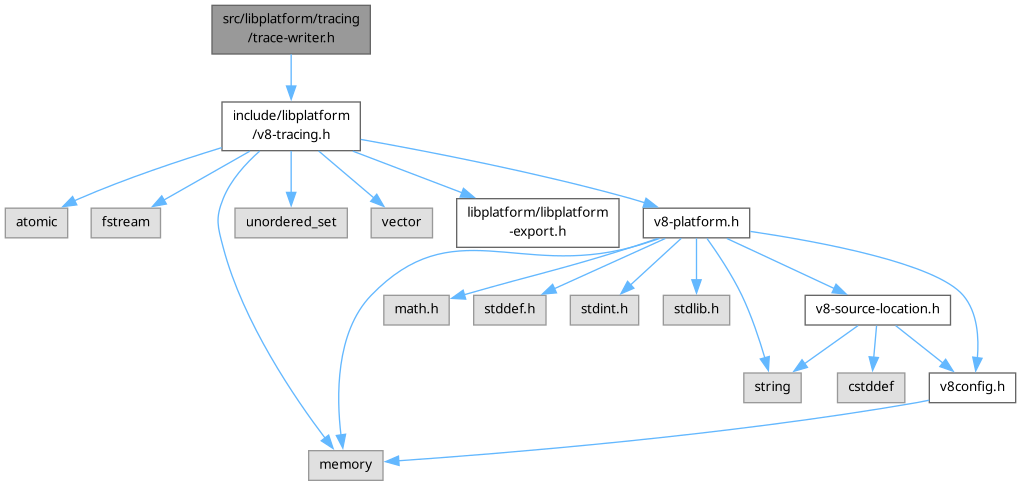 src/libplatform/tracing
/trace-writer.h
include/libplatform
/v8-tracing.h
atomic
fstream
unordered_set
vector
libplatform/libplatform
-export.h
v8-platform.h
math.h
stddef.h
stdint.h
stdlib.h
v8-source-location.h
string
cstddef
v8config.h
memory